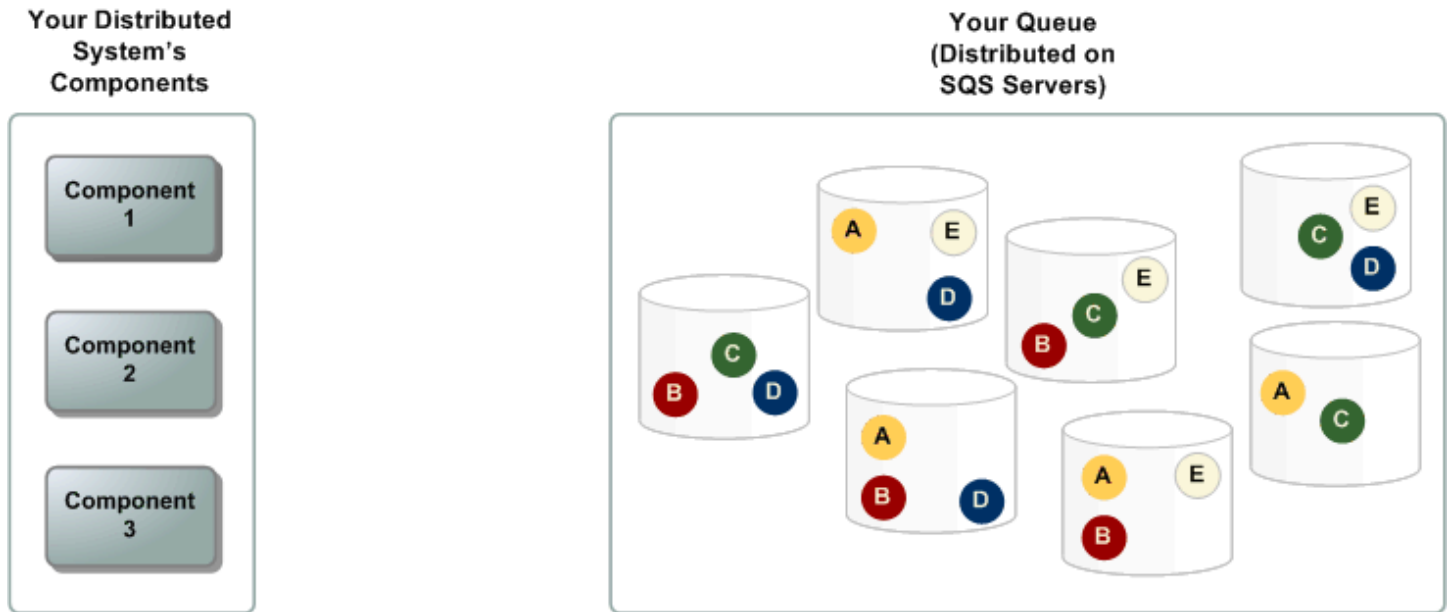 Your Distributed
System's
Components
Component
1
Component
2
Component
3
Your Queue
(Distributed on
SQS Servers)
B
C
D
A
E
D
B
C
E
C
E
D
A
B
D
A
B
E
A
C